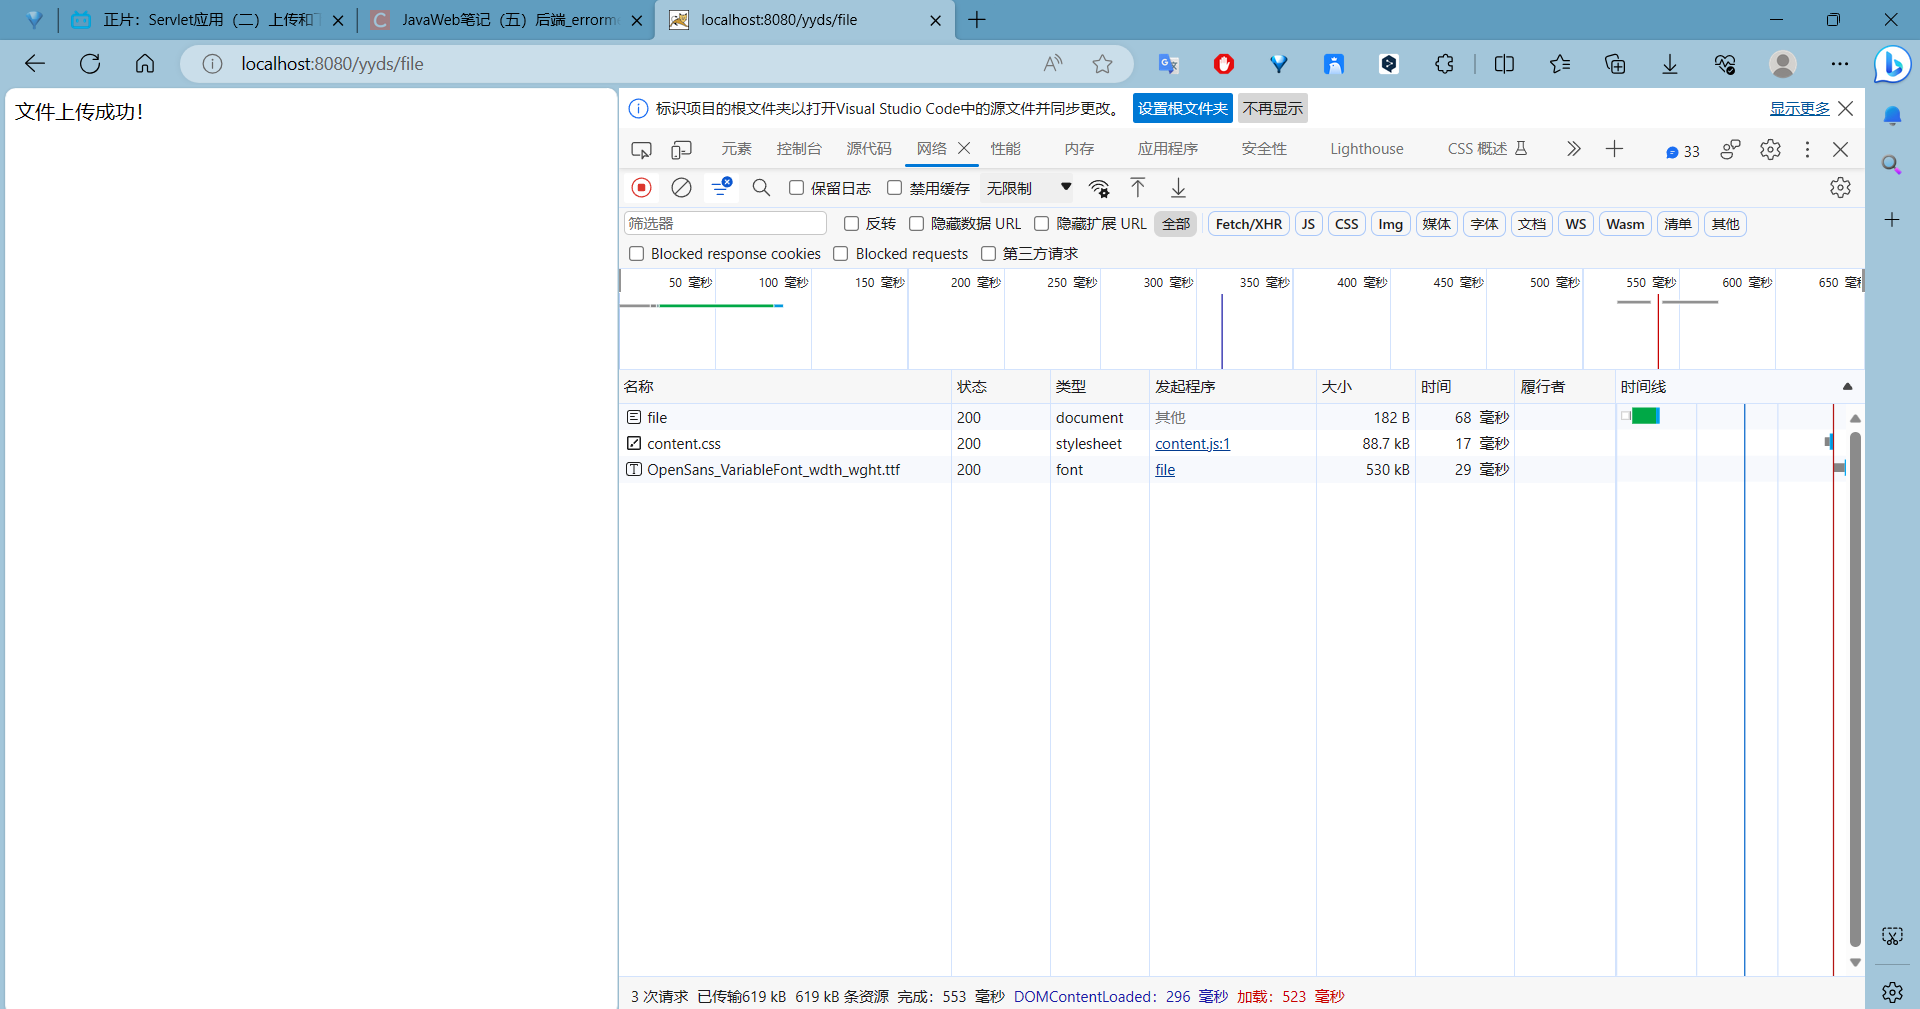 正片：Servlet应用（二）上传和
JavaWeb笔记（五）后端_errorm
localhost:8080/yyds/file
localhost:8080/yyds/file
文件上传成功！
标识项目的根文件夹以打开Visual Studio Code中的源文件并同步更改。 设置根文件夹 不再显示 显示更多
元素 控制台 源代码 网络 性能 内存 应用程序 安全性 Lighthouse CSS 概述 33
保留日志 禁用缓存 无限制
筛选器 反转 隐藏数据 URL 隐藏扩展 URL 全部 Fetch/XHR JS CSS Img 媒体 字体 文档 WS Wasm 清单 其他
Blocked response cookies Blocked requests 第三方请求
50 毫秒 100 毫秒 150 毫秒 200 毫秒 250 毫秒 300 毫秒 350 毫秒 400 毫秒 450 毫秒 500 毫秒 550 毫秒 600 毫秒 650 毫秒
名称 状态 类型 发起程序 大小 时间 履行者 时间线
file 200 document 其他 182 B 68 毫秒
content.css 200 stylesheet content.js:1 88.7 kB 17 毫秒
OpenSans_VariableFont_wdth_wght.ttf 200 font file 530 kB 29 毫秒
3 次请求 已传输619 kB 619 kB 条资源 完成：553 毫秒 DOMContentLoaded：296 毫秒 加载：523 毫秒